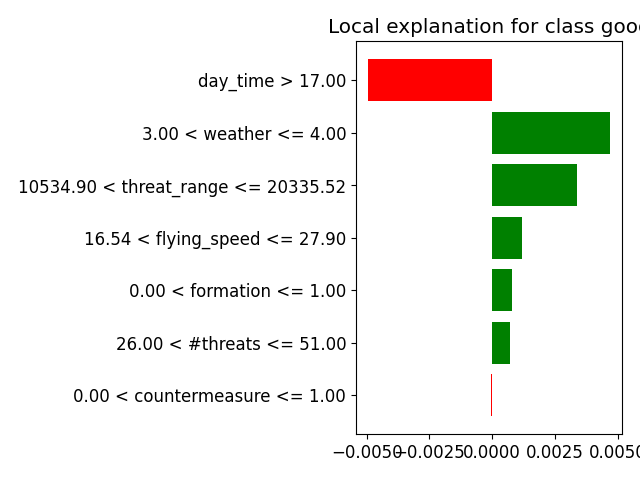 Local explanation for class goo
day_time > 17.00
3.00 < weather <= 4.00
10534.90 < threat_range <= 20335.52
16.54 < flying_speed <= 27.90
0.00 < formation <= 1.00
26.00 < #threats <= 51.00
0.00 < countermeasure <= 1.00
−0.0050 −0.0025 0.0000 0.0025 0.0050